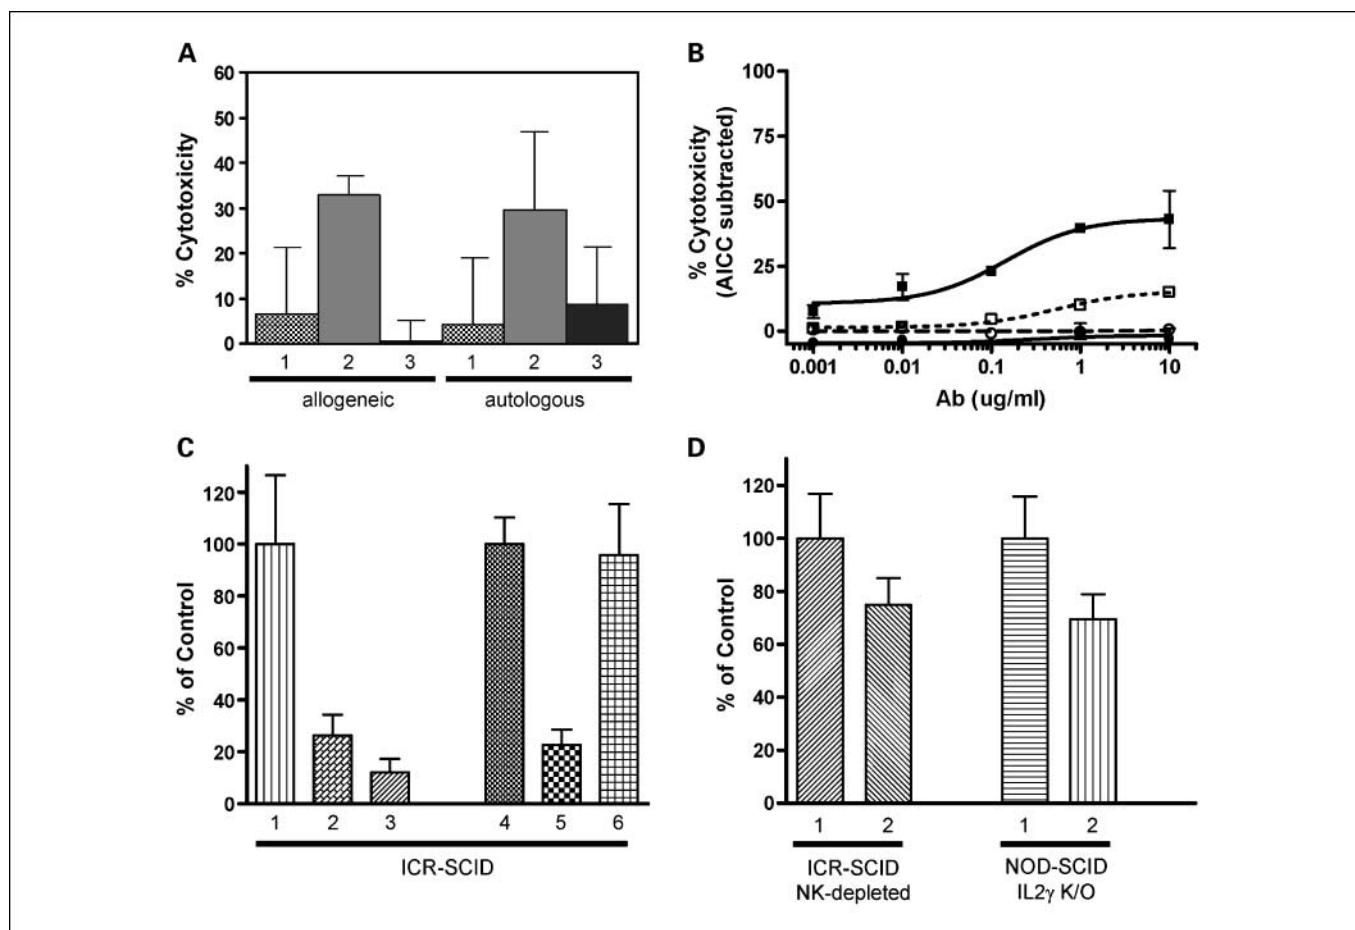 A
60
50
40
30
20
10
0
% Cytotoxicity
1 2 3 1 2 3
allogeneic autologous
B
100
75
50
25
0
% Cytotoxicity
(AICC subtracted)
0.001 0.01 0.1 1 10
Ab (ug/ml)
C
120
100
80
60
40
20
0
% of Control
1 2 3 4 5 6
ICR-SCID
D
120
100
80
60
40
20
0
% of Control
1 2 1 2
ICR-SCID NOD-SCID
NK-depleted IL2γ K/O